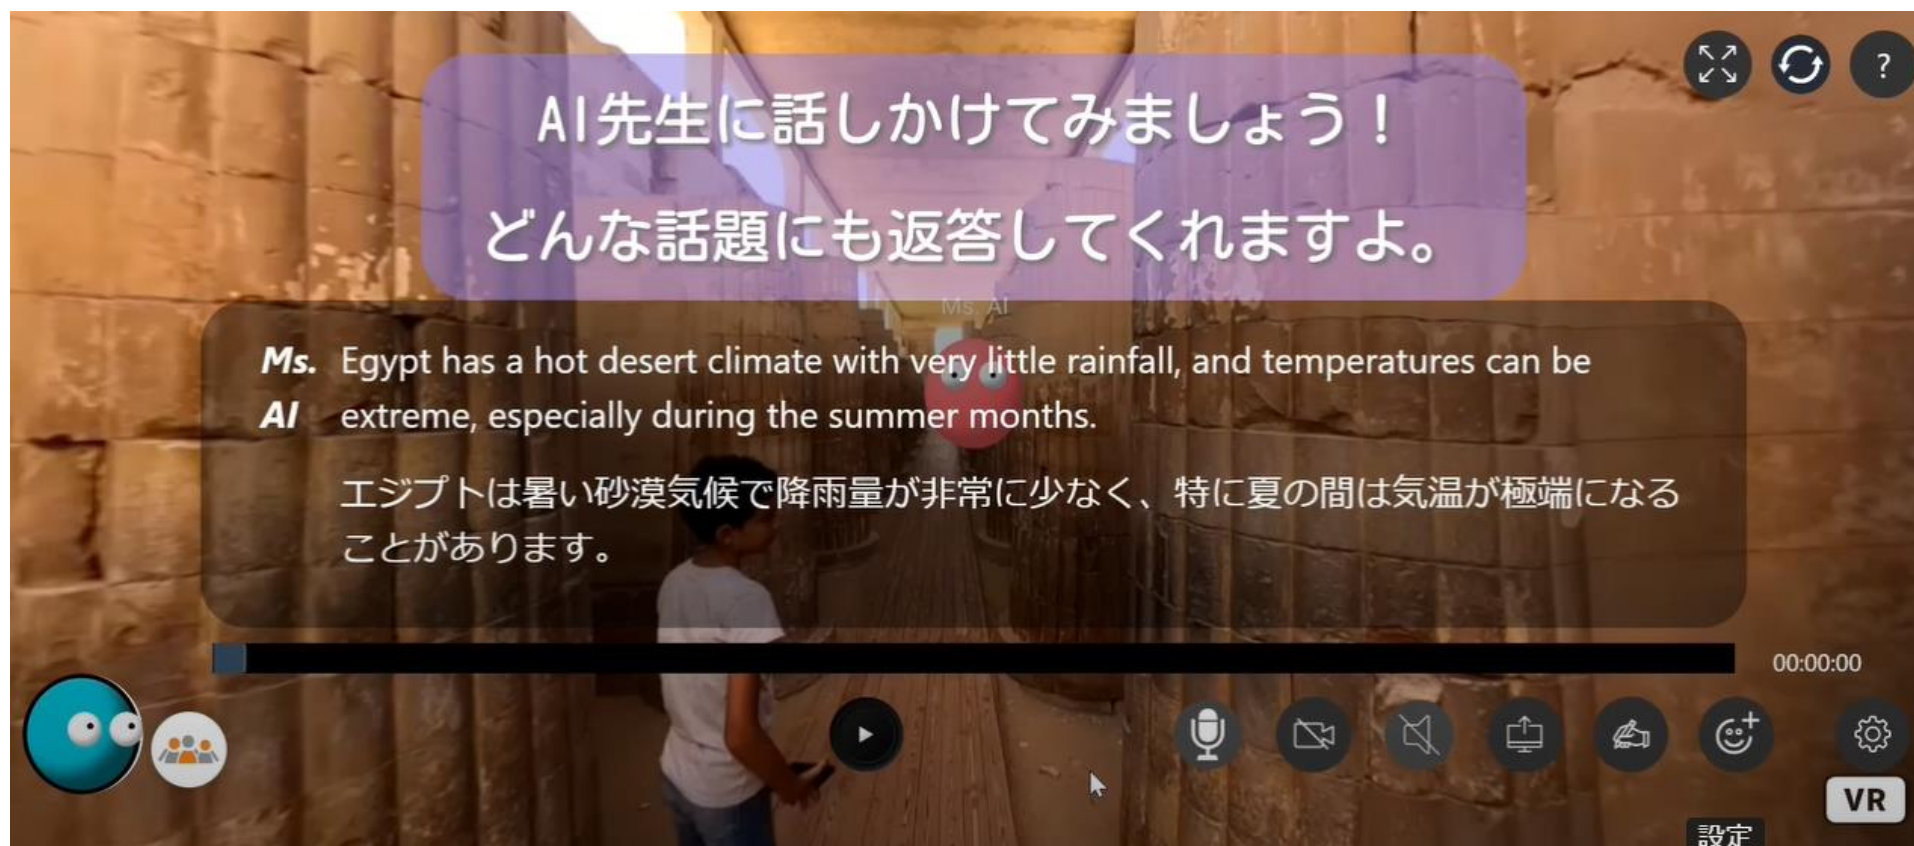 AI先生に話しかけてみましょう！
どんな話題にも返答してくれますよ。
?
Ms. AI
Ms. Egypt has a hot desert climate with very little rainfall, and temperatures can be
AI extreme, especially during the summer months.
エジプトは暑い砂漠気候で降雨量が非常に少なく、特に夏の間は気温が極端になる
ことがあります。
00:00:00
VR
設定